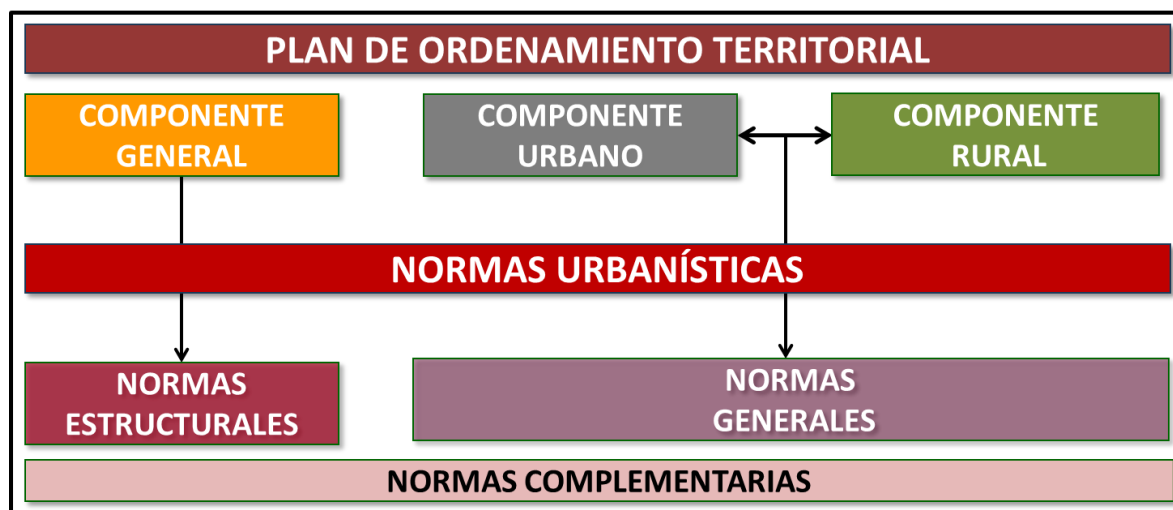 PLAN DE ORDENAMIENTO TERRITORIAL
COMPONENTE
GENERAL
COMPONENTE
URBANO
COMPONENTE
RURAL
NORMAS URBANÍSTICAS
NORMAS
ESTRUCTURALES
NORMAS
GENERALES
NORMAS COMPLEMENTARIAS